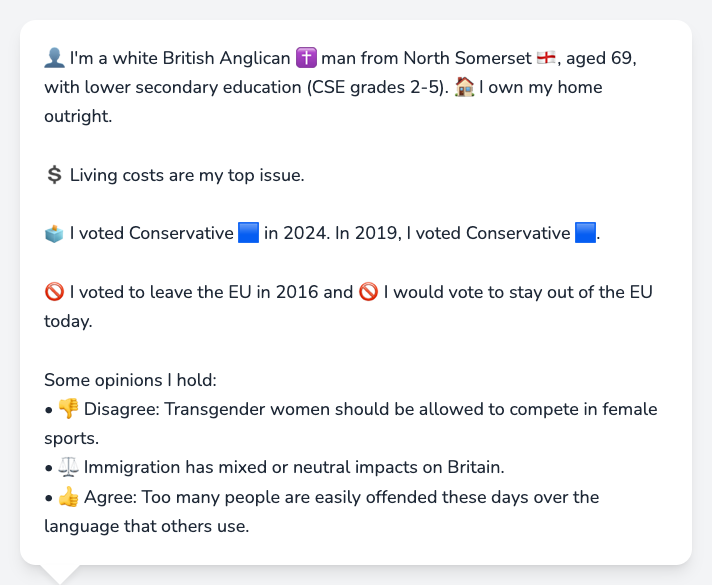 👤 I'm a white British Anglican ✝️ man from North Somerset 🏴󠁧󠁢󠁥󠁮󠁧󠁿, aged 69,
with lower secondary education (CSE grades 2-5). 🏠 I own my home
outright.
💲 Living costs are my top issue.
🗳️ I voted Conservative 🟦 in 2024. In 2019, I voted Conservative 🟦.
🚫 I voted to leave the EU in 2016 and 🚫 I would vote to stay out of the EU
today.
Some opinions I hold:
• 👎 Disagree: Transgender women should be allowed to compete in female
sports.
• ⚖️ Immigration has mixed or neutral impacts on Britain.
• 👍 Agree: Too many people are easily offended these days over the
language that others use.